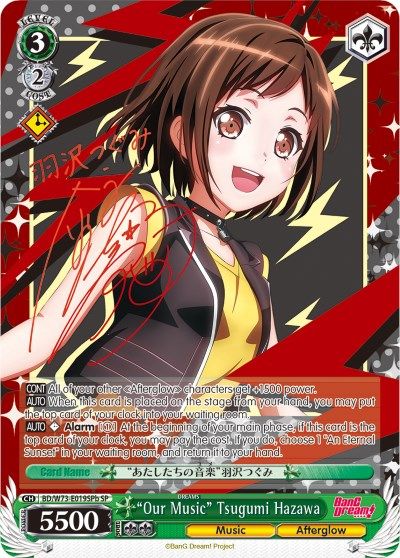 LEVEL
3
2
COST
羽沢つぐみ
CONT All of your other <Afterglow> characters get +1500 power.
AUTO When this card is placed on the stage from your hand, you may put
the top card of your clock into your waiting room.
AUTO Alarm At the beginning of your main phase, if this card is the
top card of your clock, you may pay the cost. If you do, choose 1 "An Eternal
Sunset" in your waiting room, and return it to your hand.
Card Name
"あたしたちの音楽"羽沢つぐみ
CD BD/W73-E019SPb SP
POWER
5500
DREAMS
"Our Music" Tsugumi Hazawa
BanG Dream!
Music
Afterglow
©BanG Dream! Project